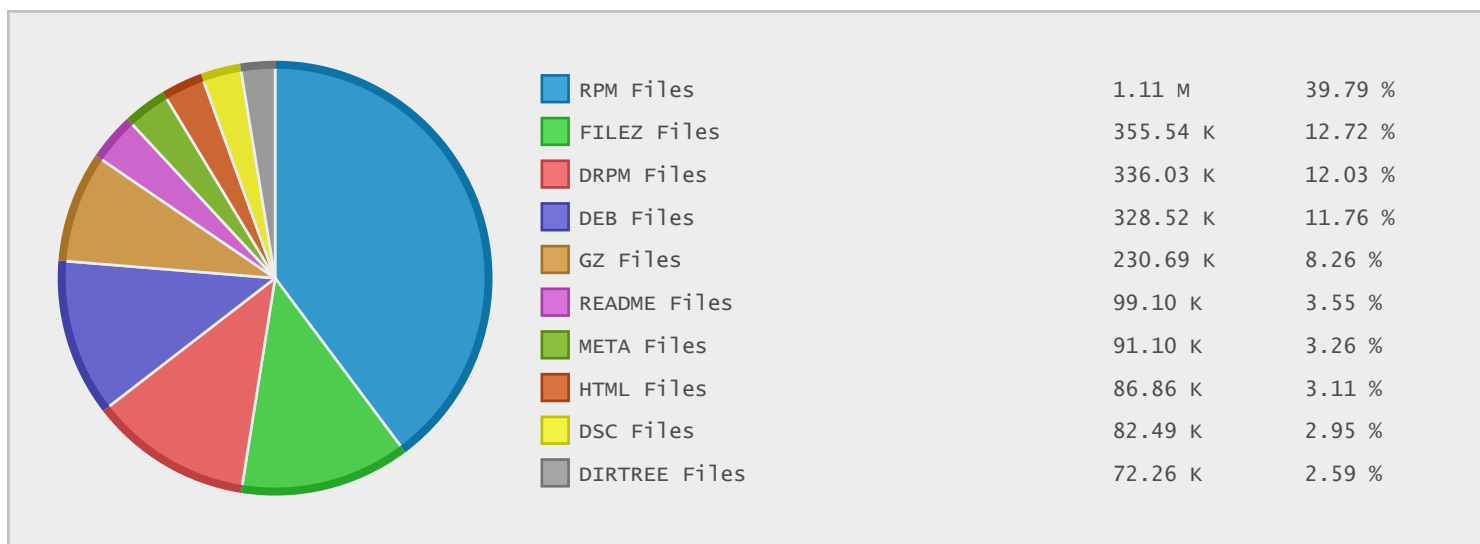 RPM Files 1.11 M 39.79 %
FILEZ Files 355.54 K 12.72 %
DRPM Files 336.03 K 12.03 %
DEB Files 328.52 K 11.76 %
GZ Files 230.69 K 8.26 %
README Files 99.10 K 3.55 %
META Files 91.10 K 3.26 %
HTML Files 86.86 K 3.11 %
DSC Files 82.49 K 2.95 %
DIRTREE Files 72.26 K 2.59 %